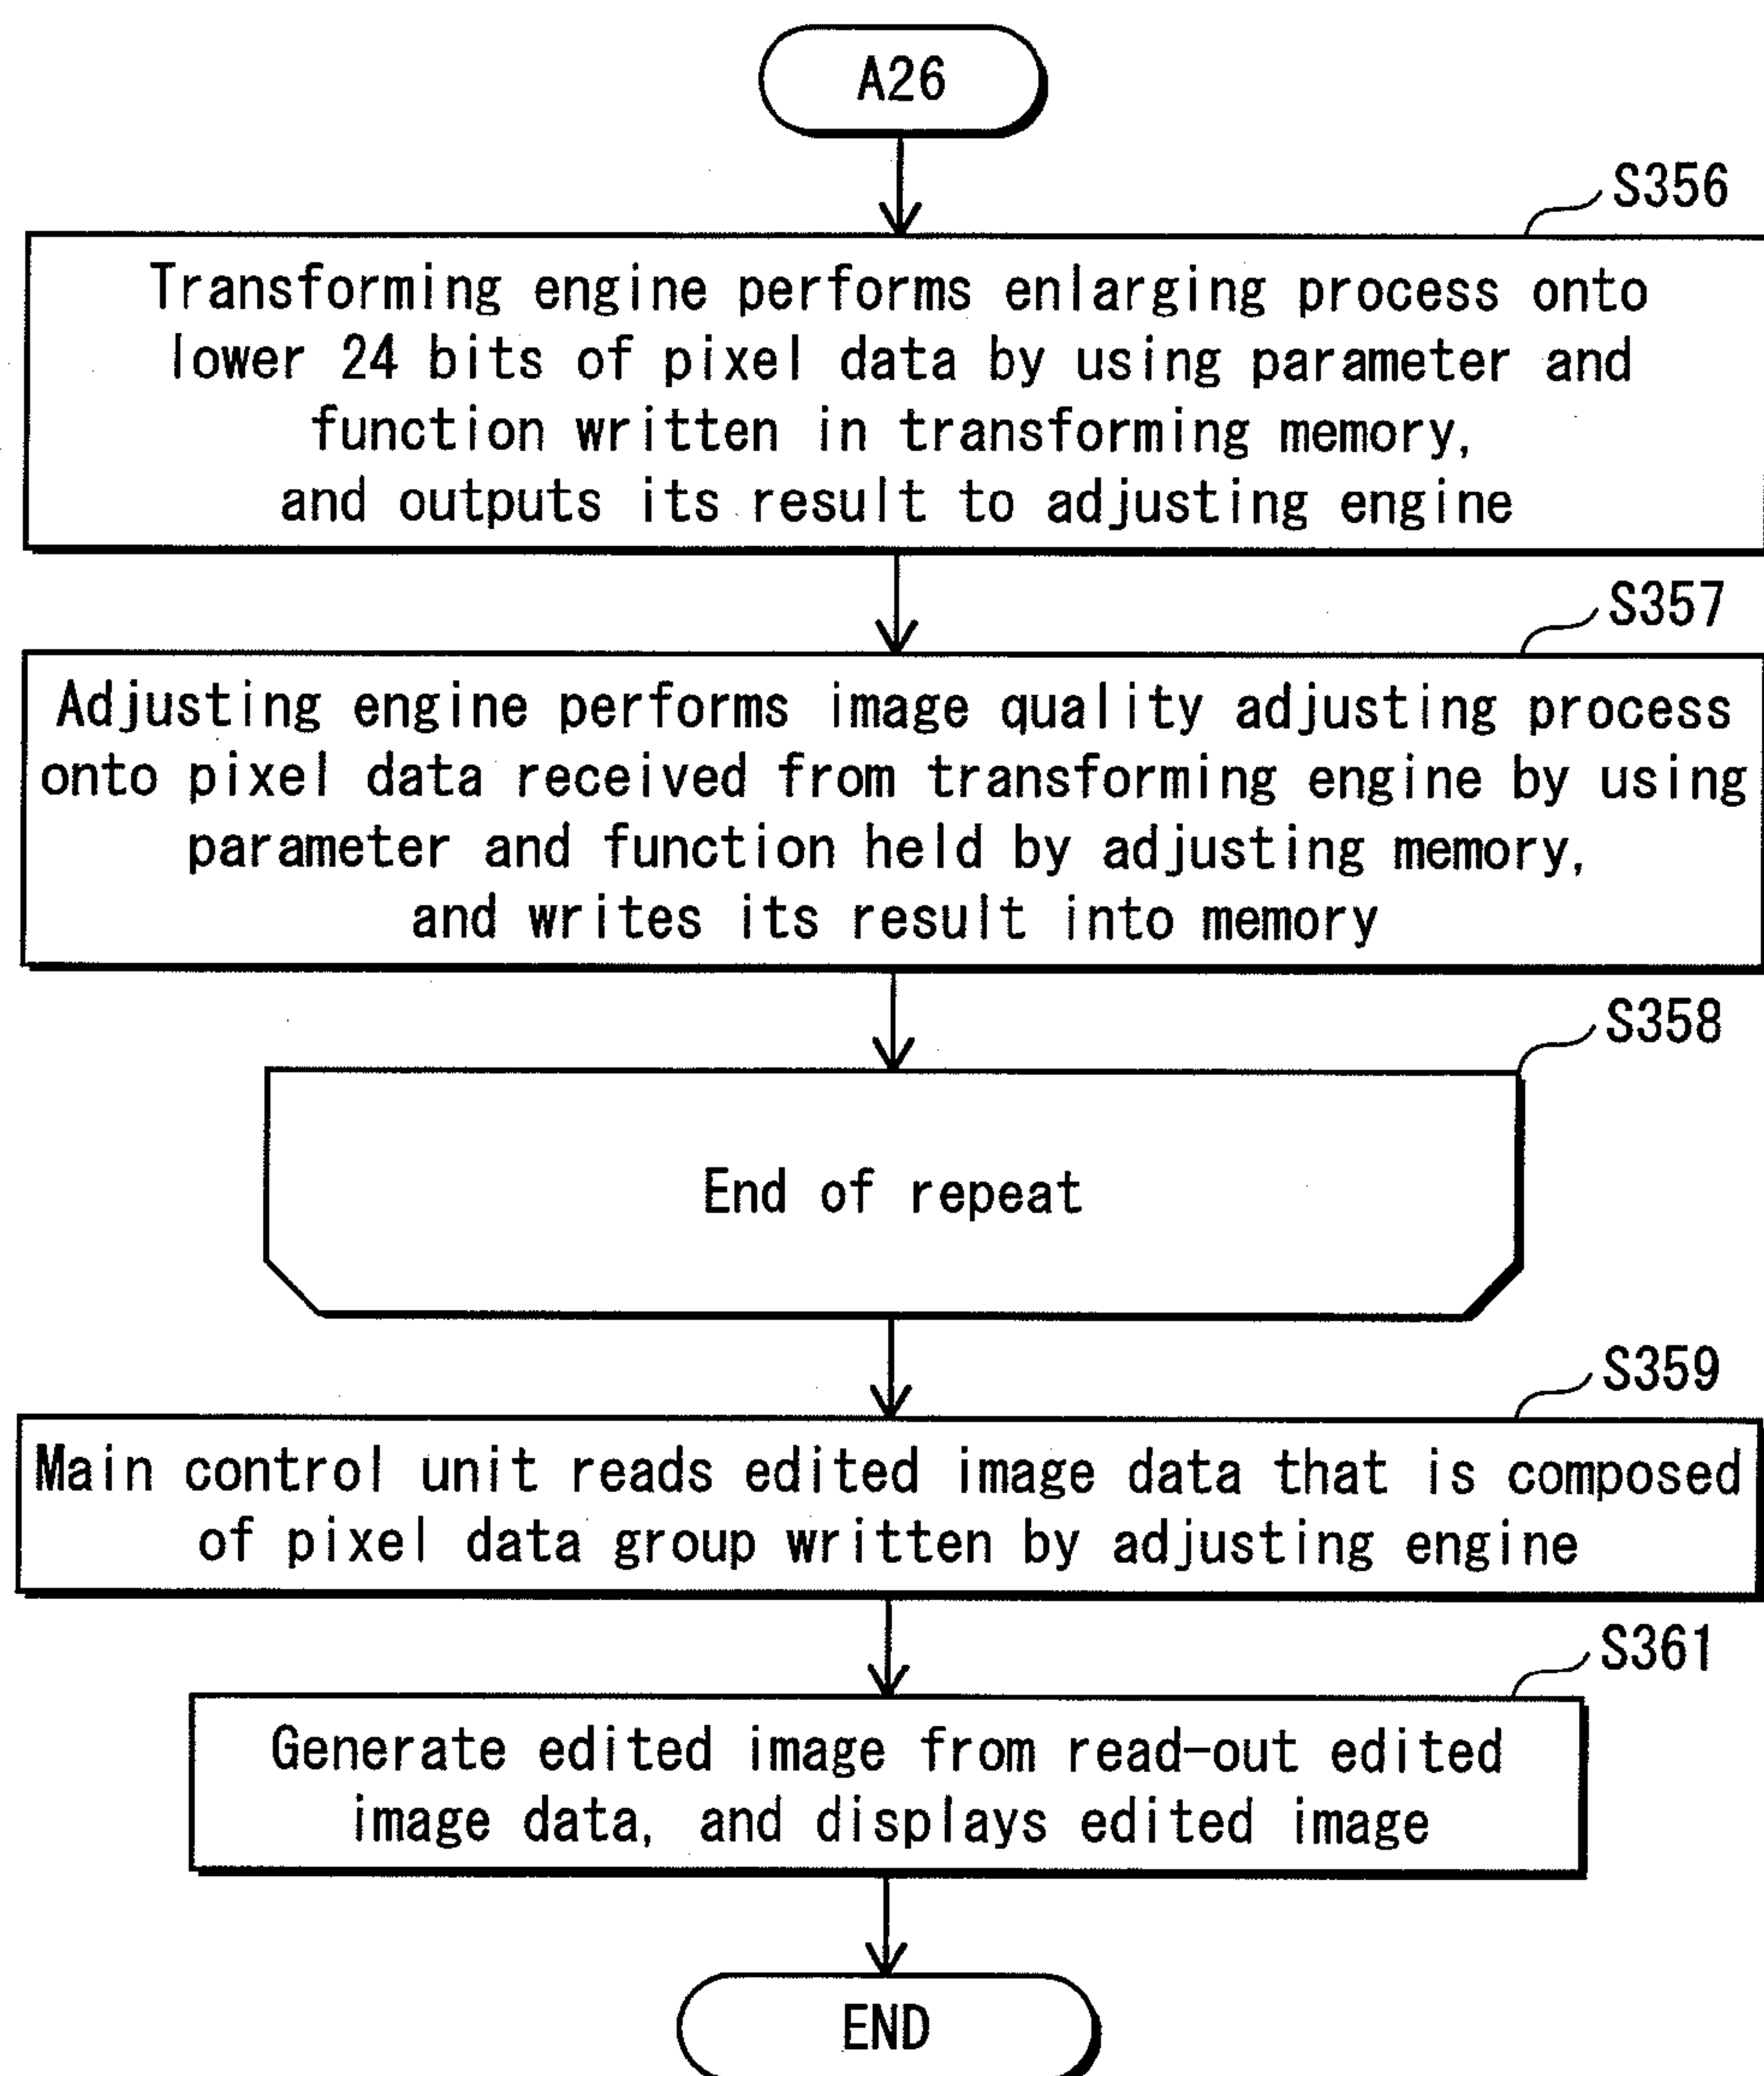 A26
S356
Transforming engine performs enlarging process onto
lower 24 bits of pixel data by using parameter and
function written in transforming memory,
and outputs its result to adjusting engine
S357
Adjusting engine performs image quality adjusting process
onto pixel data received from transforming engine by using
parameter and function held by adjusting memory,
and writes its result into memory
S358
End of repeat
S359
Main control unit reads edited image data that is composed
of pixel data group written by adjusting engine
S361
Generate edited image from read-out edited
image data, and displays edited image
END